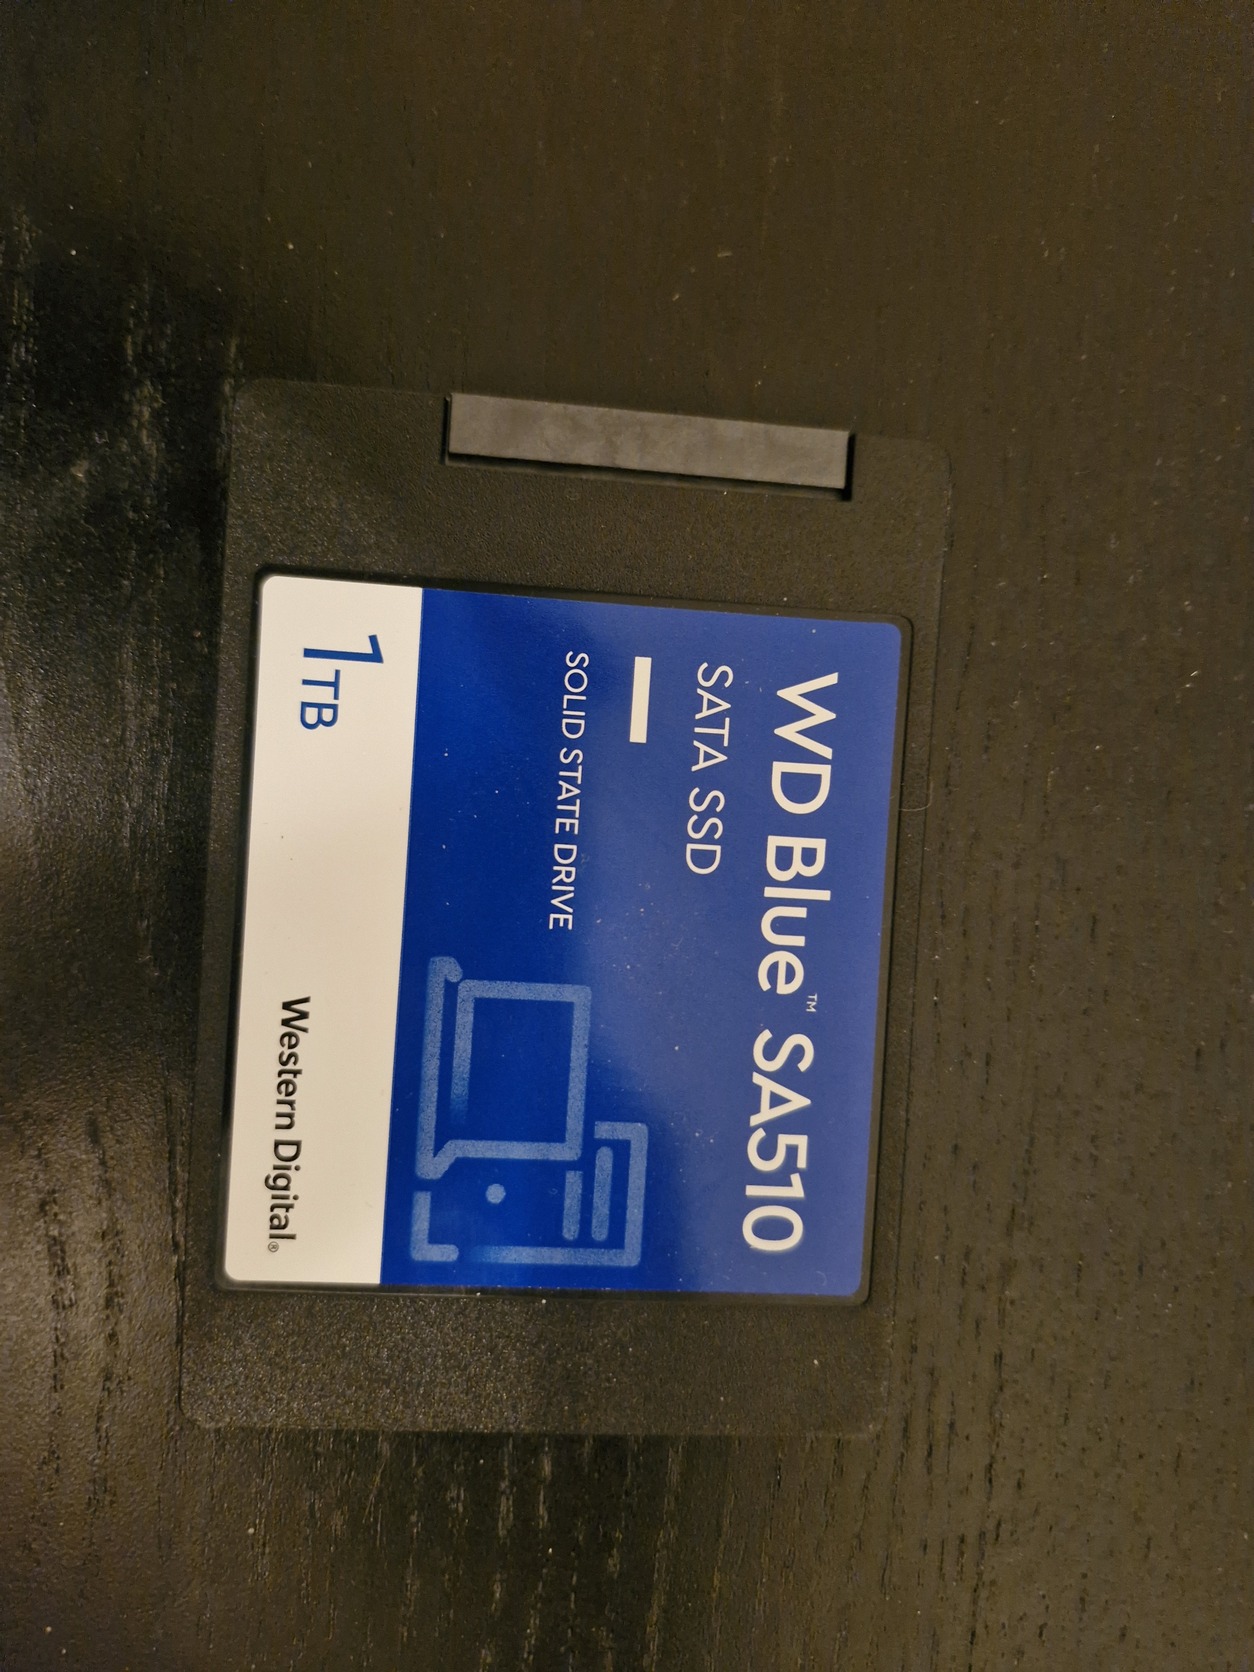 WD Blue™ SA510
SATA SSD
SOLID STATE DRIVE
1TB
Western Digital®